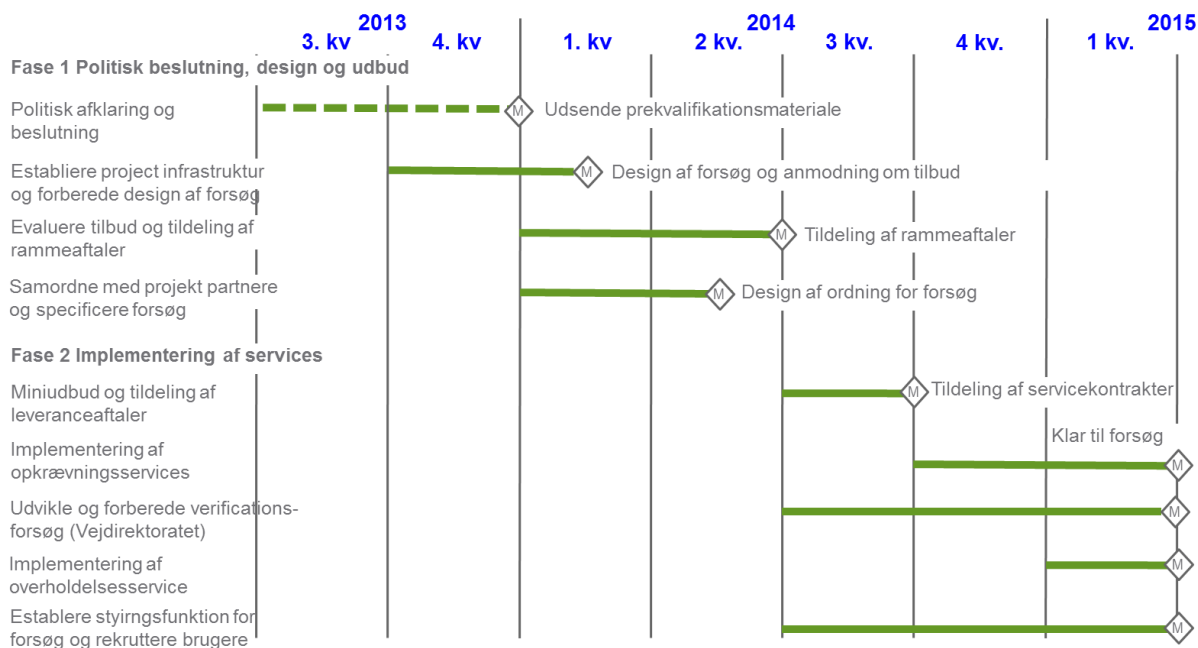 2013 2014 2015
3. kv 4. kv 1. kv 2 kv. 3 kv. 4 kv. 1 kv.
Fase 1 Politisk beslutning, design og udbud
Politisk afklaring og
beslutning
M
Udsende prekvalifikationsmateriale
Establiere project infrastruktur
og forberede design af forsøg
M
Design af forsøg og anmodning om tilbud
Evaluere tilbud og tildeling af
rammeaftaler
M
Tildeling af rammeaftaler
Samordne med projekt partnere
og specificere forsøg
M
Design af ordning for forsøg
Fase 2 Implementering af services
Miniudbud og tildeling af
leveranceaftaler
M
Tildeling af servicekontrakter
Implementering af
opkrævningsservices
Klar til forsøg
M
Udvikle og forberede verifications-
forsøg (Vejdirektoratet)
M
Implementering af
overholdelsesservice
M
Establere styirngsfunktion for
forsøg og rekruttere brugere
M